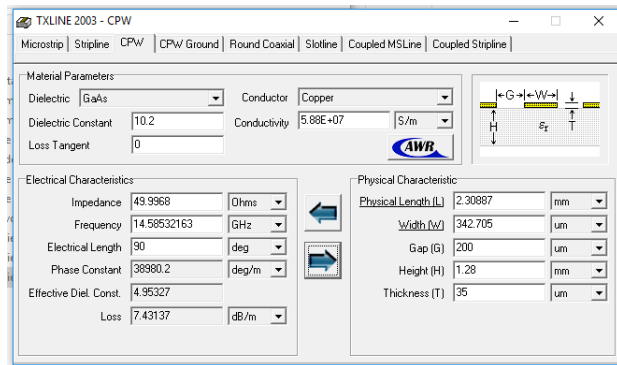 TXLINE 2003 - CPW
Microstrip Stripline CPW CPW Ground Round Coaxial Slotline Coupled MSLine Coupled Stripline
Material Parameters
Dielectric GaAs Conductor Copper
Dielectric Constant 10.2 Conductivity 5.88E+07 S/m
Loss Tangent 0 AWR
G W
H εr T
Electrical Characteristics
Impedance 49.9968 Ohms
Frequency 14.58532163 GHz
Electrical Length 90 deg
Phase Constant 38980.2 deg/m
Effective Diel. Const. 4.95327
Loss 7.43137 dB/m
Physical Characteristic
Physical Length (L) 2.30887 mm
Width (W) 342.705 um
Gap (G) 200 um
Height (H) 1.28 mm
Thickness (T) 35 um